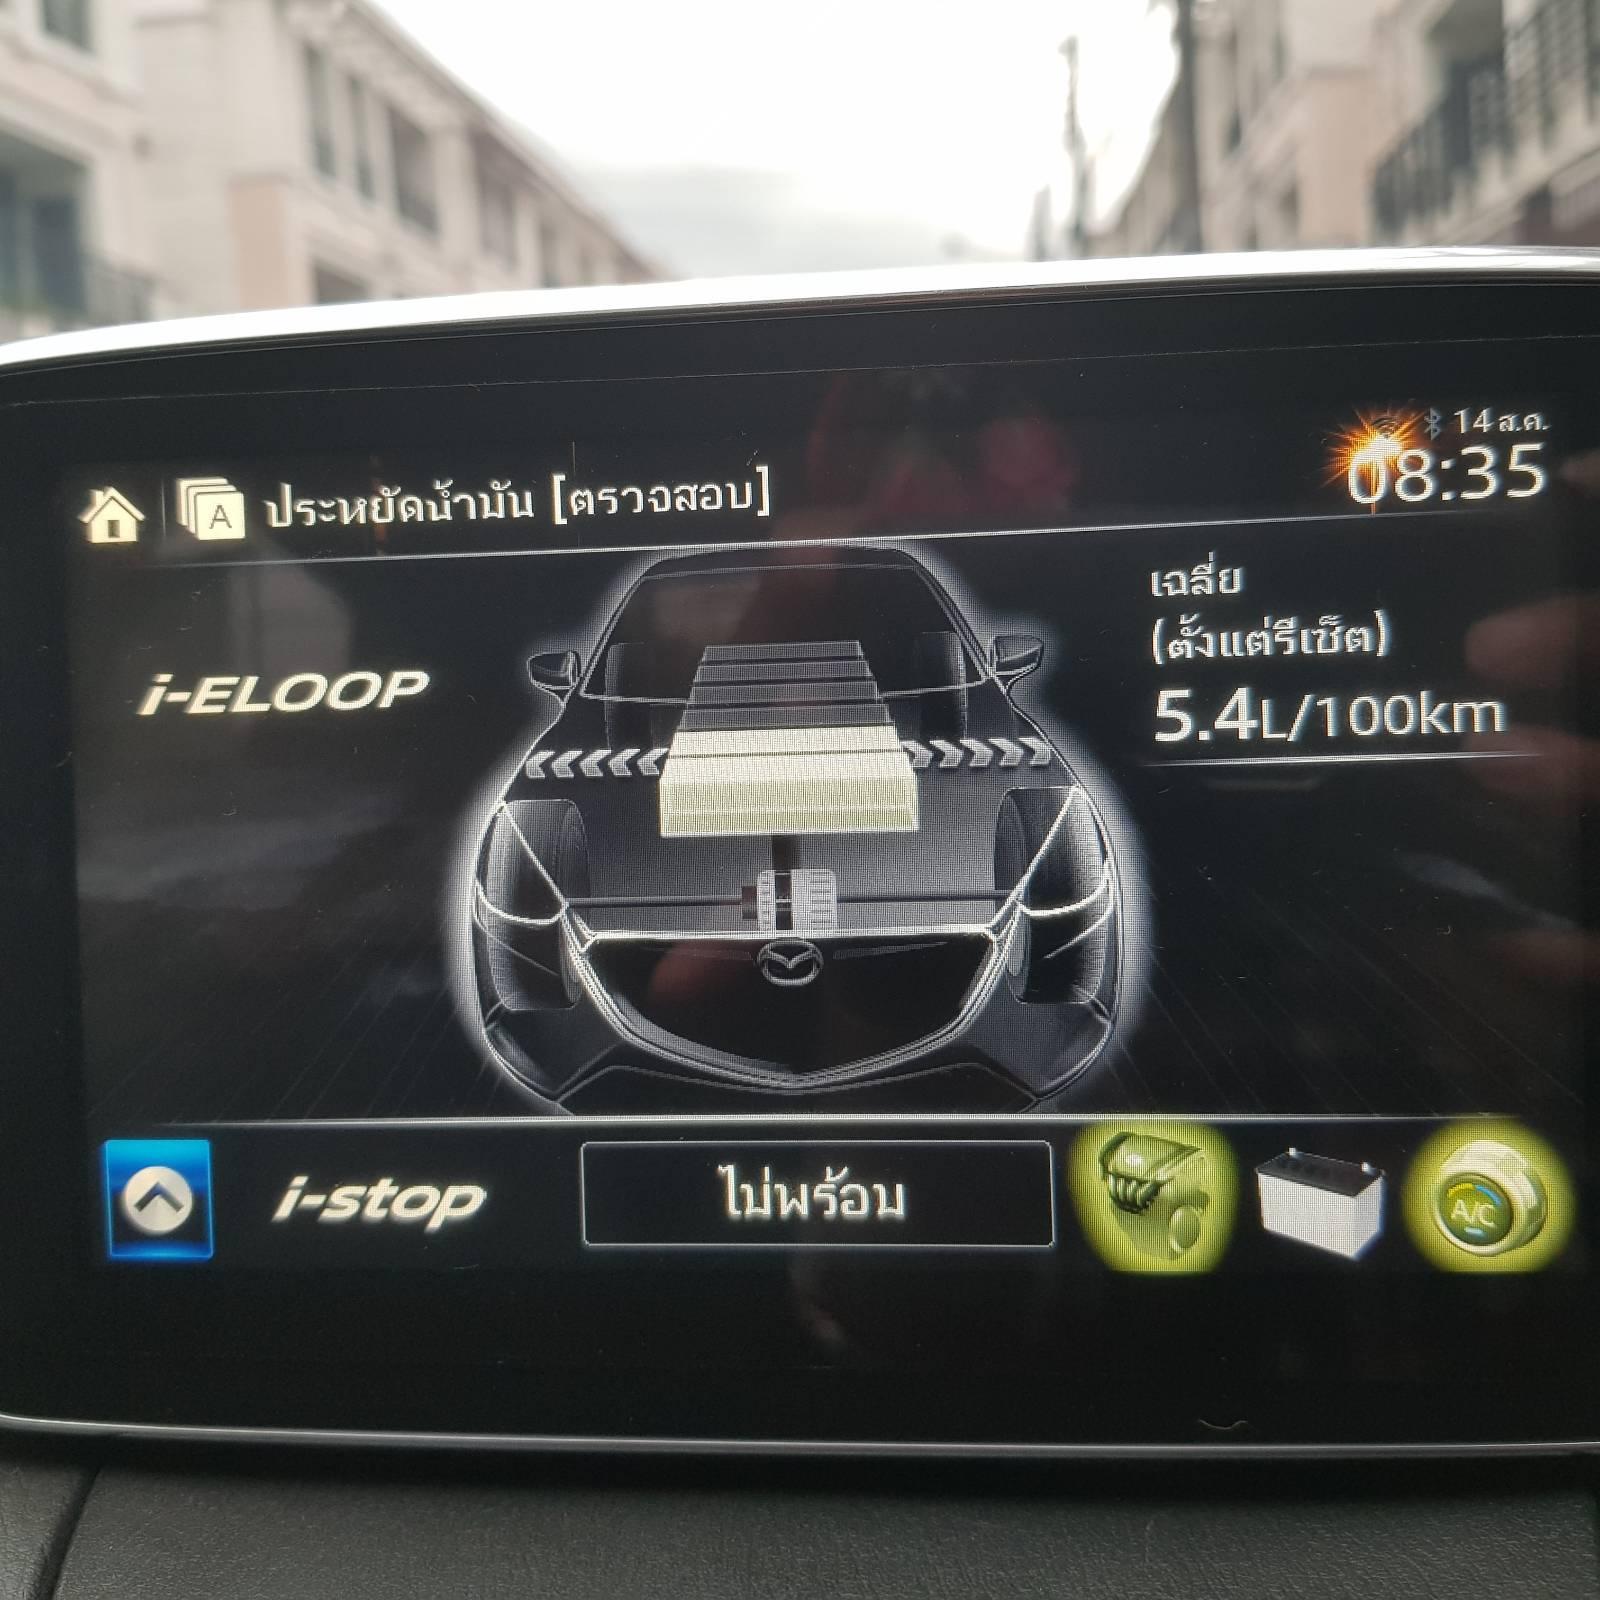 14 ส.ค.
A ประหยัดน้ำมัน [ตรวจสอบ] 08:35
เฉลี่ย
(ตั้งแต่รีเซ็ต)
i-ELOOP 5.4L/100km
i-stop ไม่พร้อม A/C